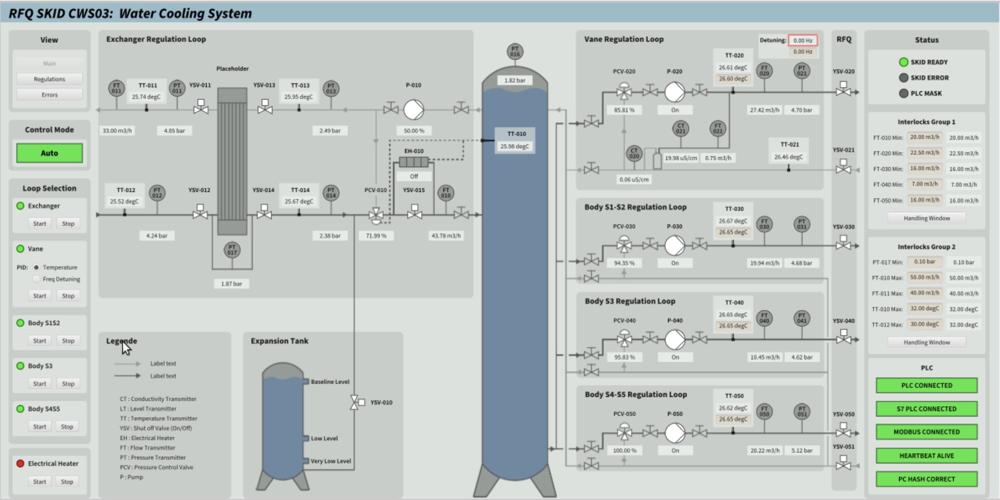 RFQ SKID CWS03: Water Cooling System
View
Main
Regulations
Errors
Control Mode
Auto
Loop Selection
Exchanger
Start Stop
Vane
PID: Temperature
Freq Detuning
Start Stop
Body S1S2
Start Stop
Body S3
Start Stop
Body S4S5
Start Stop
Electrical Heater
Start Stop
Exchanger Regulation Loop
Placeholder
FT 011
TT-011
25.74 degC
PT 011
YSV-011
YSV-013
TT-013
25.95 degC
PT 013
P-010
33.00 m3/h
4.05 bar
2.49 bar
50.00 %
EH-010
Off
TT-012
25.52 degC
PT 012
YSV-012
YSV-014
TT-014
25.67 degC
PT 014
PCV-010
YSV-015
FT 010
4.24 bar
2.38 bar
71.99 %
43.78 m3/h
PT 017
1.87 bar
Legende
Label text
Label text
CT : Conductivity Transmitter
LT : Level Transmitter
TT : Temperature Transmitter
YSV : Shut off Valve (On/Off)
EH : Electrical Heater
FT : Flow Transmitter
PT : Pressure Transmitter
PCV : Pressure Control Valve
P : Pump
Expansion Tank
Baseline Level
Low Level
Very Low Level
YSV-010
PT 016
1.82 bar
TT-010
25.98 degC
Vane Regulation Loop
Detuning: 0.00 Hz
0.00 Hz
PCV-020
P-020
TT-020
26.61 degC
26.60 degC
FT 020
PT 021
85.81 %
On
27.42 m3/h
4.70 bar
CT 021
FT 021
CT 020
19.98 uS/cm
0.75 m3/h
TT-021
26.46 degC
0.06 uS/cm
Body S1-S2 Regulation Loop
PCV-030
P-030
TT-030
26.67 degC
26.65 degC
FT 030
PT 031
94.35 %
On
19.94 m3/h
4.68 bar
Body S3 Regulation Loop
PCV-040
P-040
TT-040
26.65 degC
26.65 degC
FT 040
PT 041
95.83 %
On
10.45 m3/h
4.62 bar
Body S4-S5 Regulation Loop
PCV-050
P-050
TT-050
26.62 degC
26.65 degC
FT 050
PT 051
100.00 %
On
20.22 m3/h
5.12 bar
RFQ
YSV-020
YSV-021
YSV-030
YSV-040
YSV-050
YSV-051
Status
SKID READY
SKID ERROR
PLC MASK
Interlocks Group 1
FT-010 Min: 20.00 m3/h 20.00 m3/h
FT-020 Min: 22.50 m3/h 22.50 m3/h
FT-030 Min: 16.00 m3/h 16.00 m3/h
FT-040 Min: 7.00 m3/h 7.00 m3/h
FT-050 Min: 16.00 m3/h 16.00 m3/h
Handling Window
Interlocks Group 2
PT-017 Min: 0.10 bar 0.10 bar
FT-010 Max: 50.00 m3/h 50.00 m3/h
FT-011 Max: 40.00 m3/h 40.00 m3/h
TT-010 Max: 32.00 degC 32.00 degC
TT-012 Max: 30.00 degC 32.00 degC
Handling Window
PLC
PLC CONNECTED
S7 PLC CONNECTED
MODBUS CONNECTED
HEARTBEAT ALIVE
PC HASH CORRECT